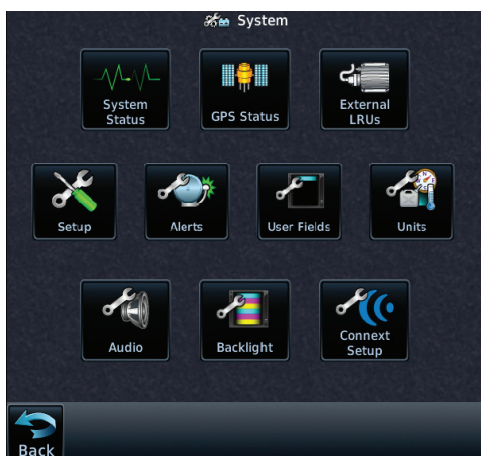 System
System
Status
GPS Status
External
LRUs
Setup
Alerts
User Fields
Units
Audio
Backlight
Connext
Setup
Back